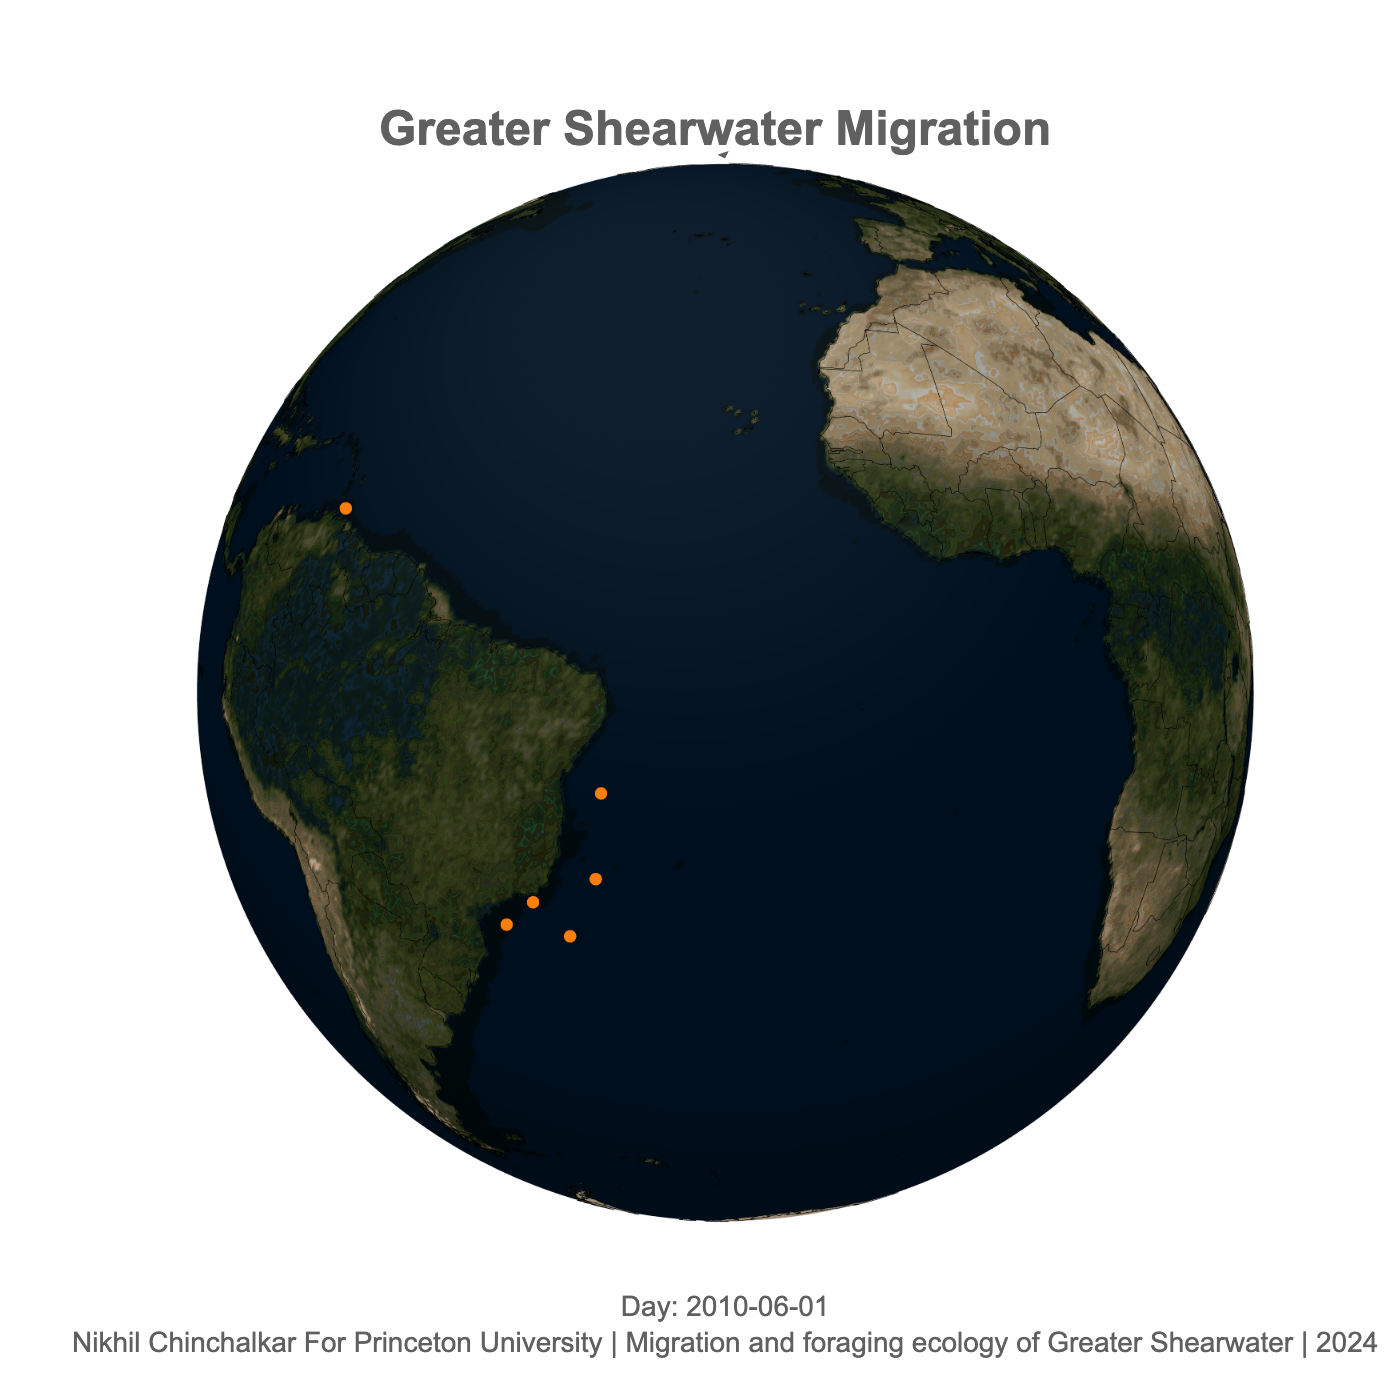 Greater Shearwater Migration
Day: 2010-06-01
Nikhil Chinchalkar For Princeton University | Migration and foraging ecology of Greater Shearwater | 2024